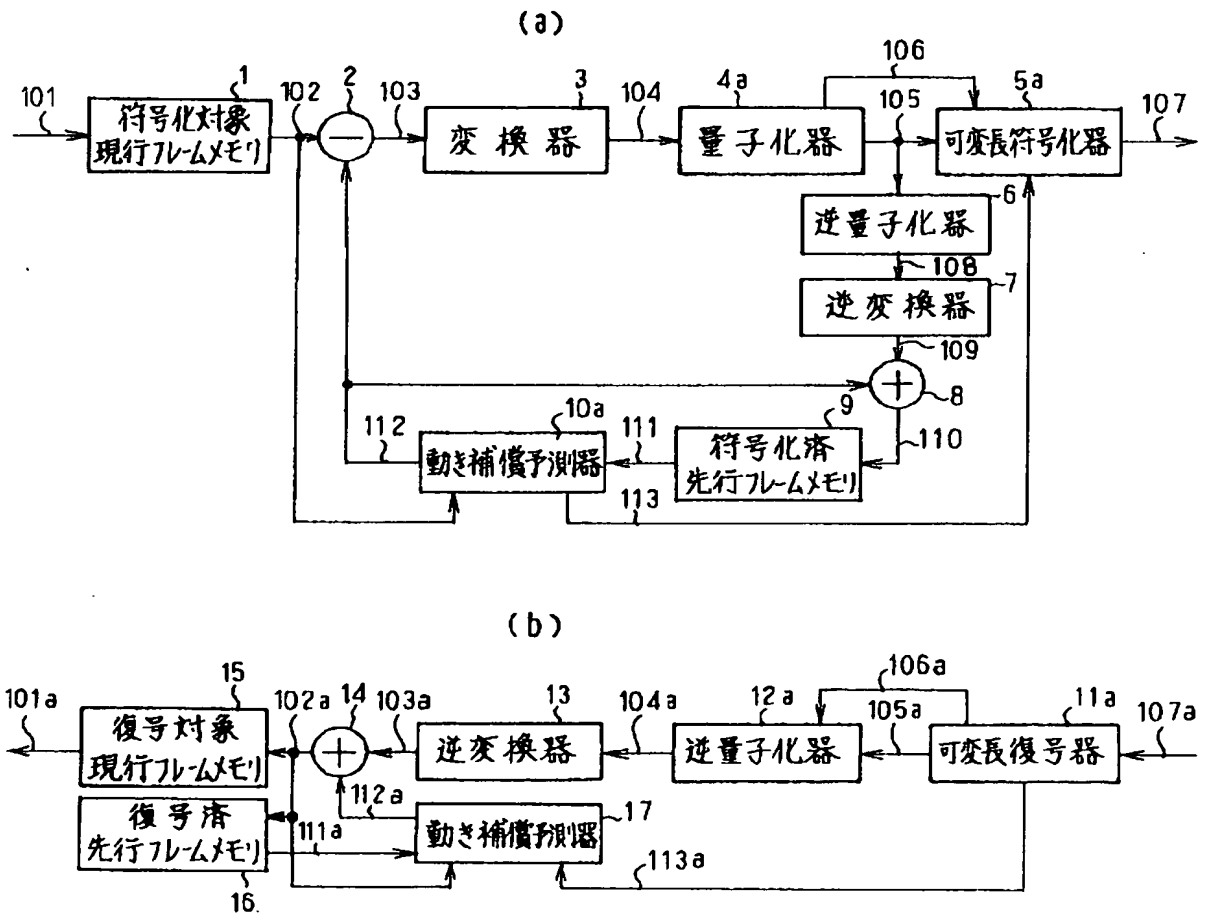 (a)
106
101
1
102
2
103
3
104
4a
105
5a
107
符号化対象
現行フレームメモリ
−
変換器
量子化器
可変長符号化器
6
逆量子化器
108
7
逆変換器
109
+
8
9
10a
112
111
110
動き補償予測器
符号化済
先行フレームメモリ
113
(b)
106a
101a
15
102a
14
103a
13
104a
12a
105a
11a
107a
復号対象
現行フレームメモリ
+
逆変換器
逆量子化器
可変長復号器
112a
17
復号済
先行フレームメモリ
111a
動き補償予測器
113a
16.